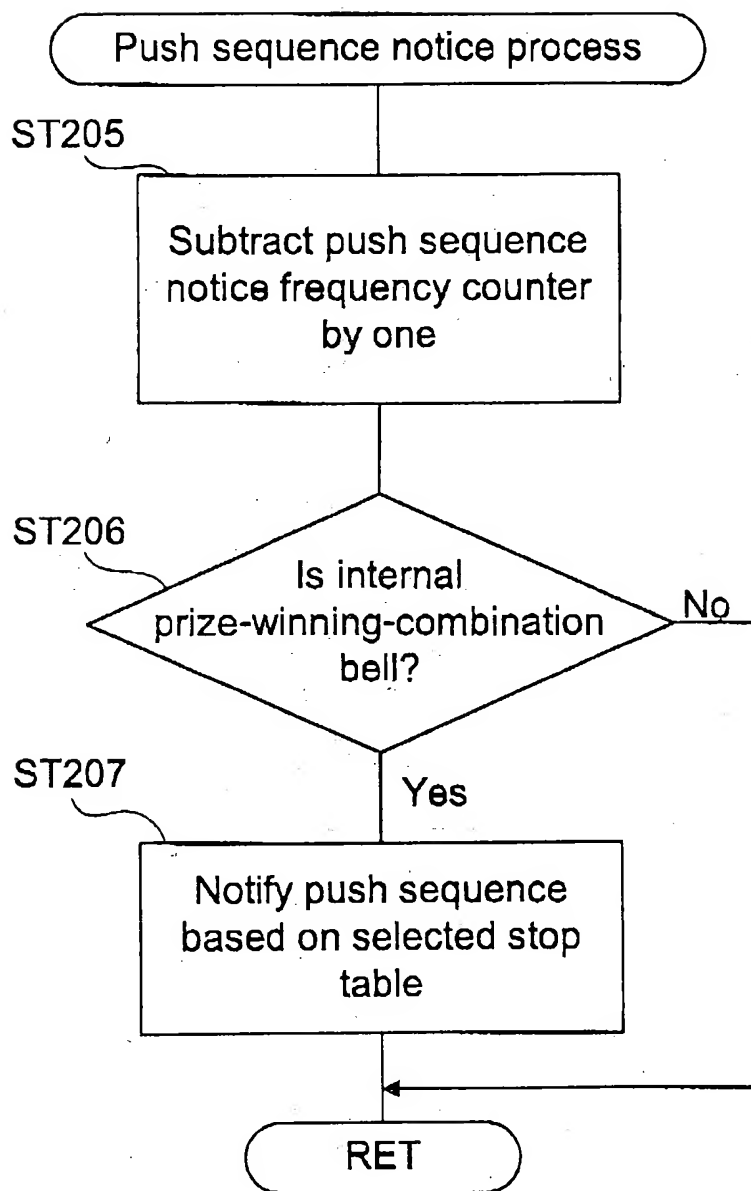 Push sequence notice process
ST205
Subtract push sequence
notice frequency counter
by one
ST206
Is internal
prize-winning-combination
bell?
No
Yes
ST207
Notify push sequence
based on selected stop
table
RET